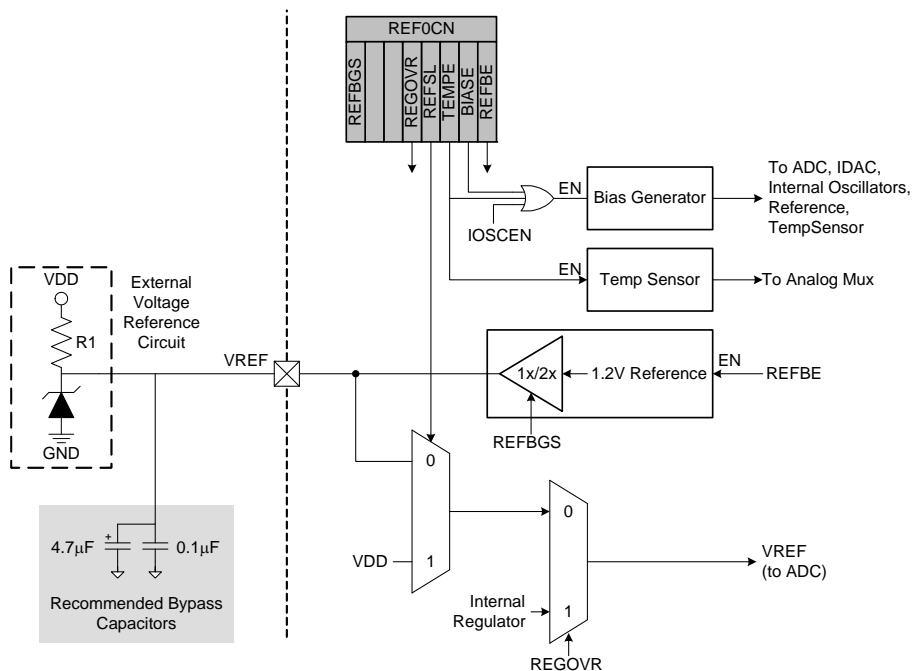 REF0CN
REFBGS
REGOVR
REFSL
TEMPE
BIASE
REFBE
EN
Bias Generator
To ADC, IDAC,
Internal Oscillators,
Reference,
TempSensor
IOSCEN
EN
Temp Sensor
To Analog Mux
VDD
R1
GND
External
Voltage
Reference
Circuit
VREF
1x/2x
1.2V Reference
EN
REFBE
REFBGS
0
1
VDD
4.7µF
+
0.1µF
Recommended Bypass
Capacitors
0
1
Internal
Regulator
REGOVR
VREF
(to ADC)